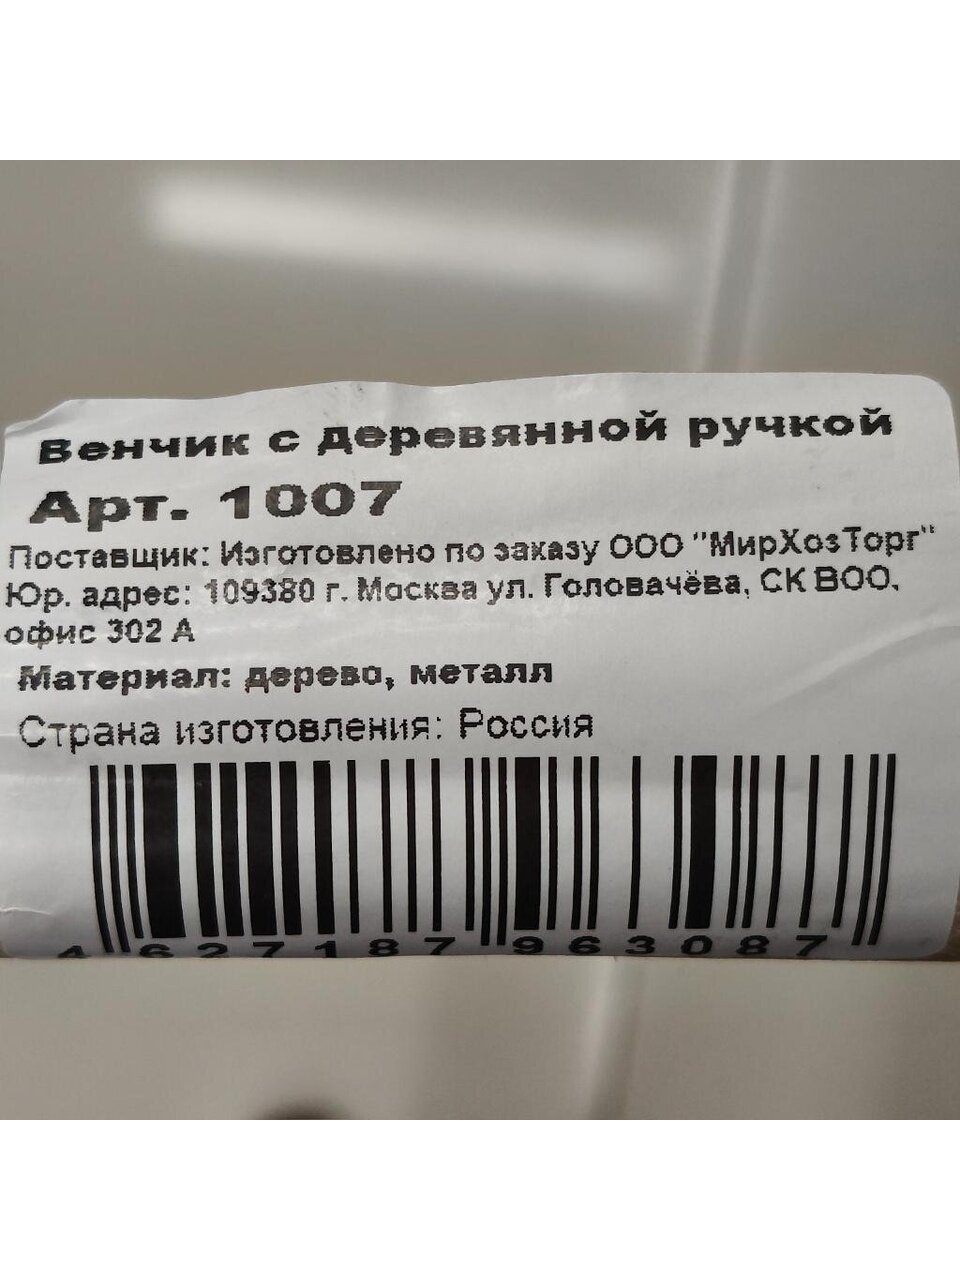 Венчик с деревянной ручкой
Арт. 1007
Поставщик: Изготовлено по заказу ООО "МирХозТорг"
Юр. адрес: 109380 г. Москва ул. Головачёва, СК ВОО,
офис 302 А
Материал: дерево, металл
Страна изготовления: Россия
4 627187 963087